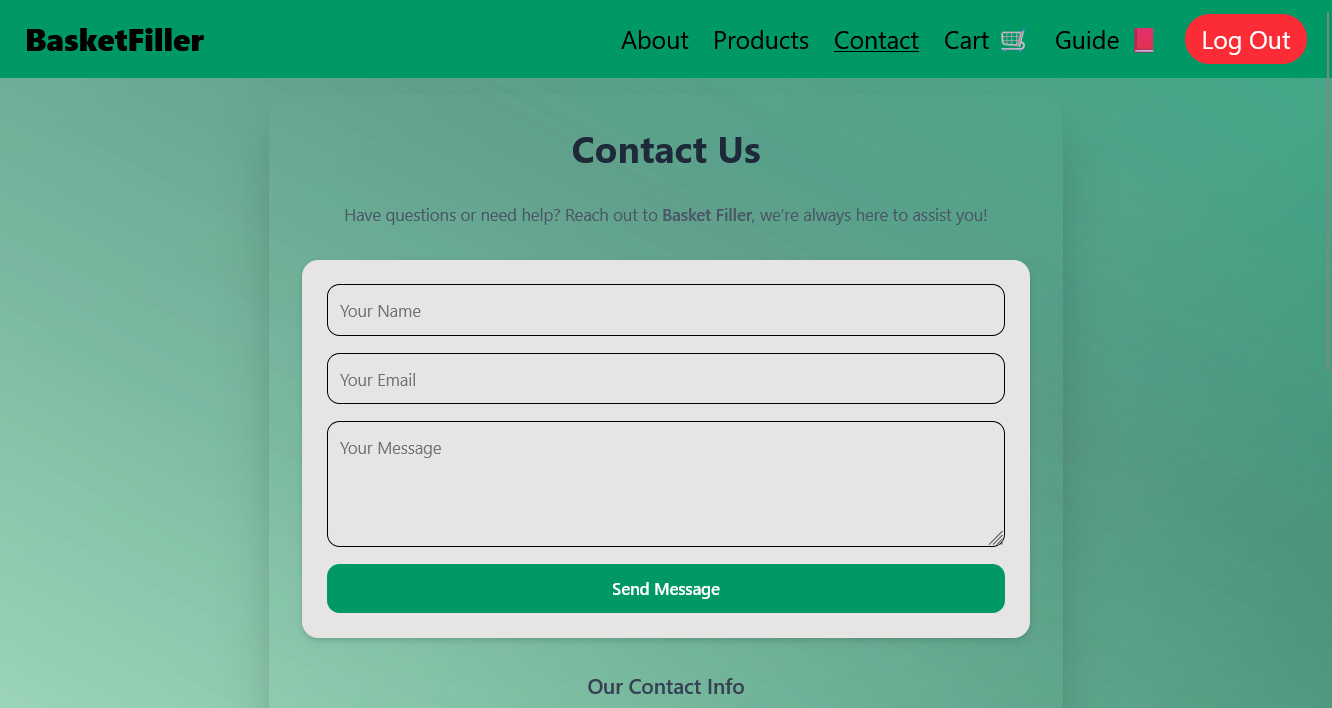 BasketFiller
About Products Contact Cart 🛒 Guide 📕 Log Out
Contact Us
Have questions or need help? Reach out to Basket Filler, we're always here to assist you!
Your Name
Your Email
Your Message
Send Message
Our Contact Info